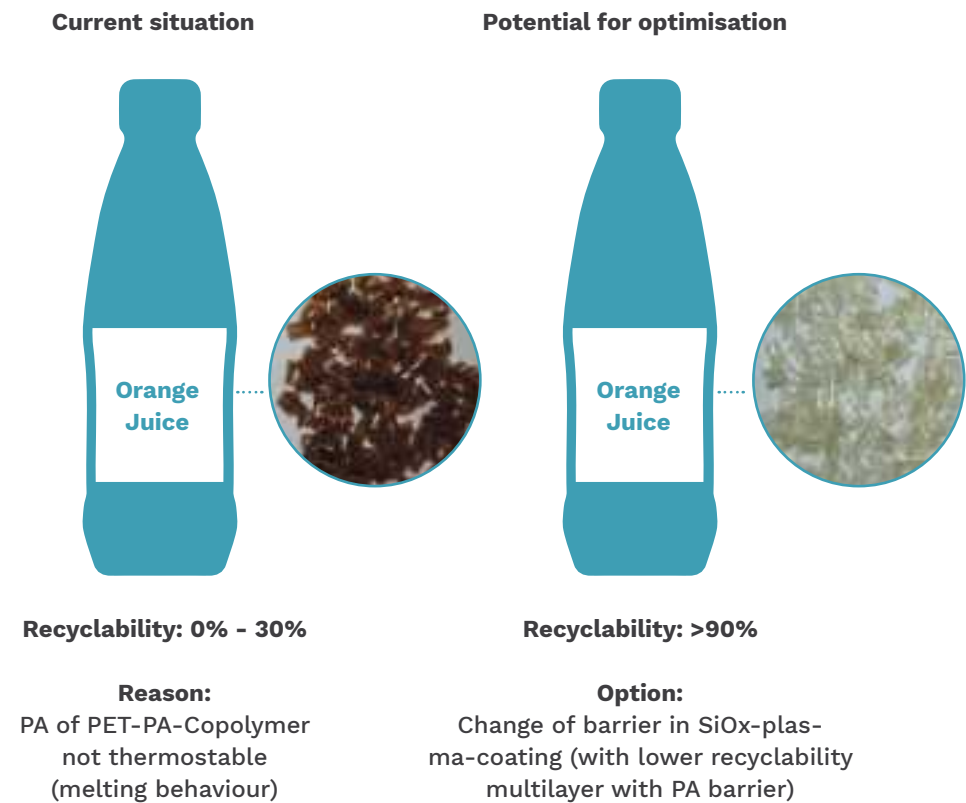 Current situation
Potential for optimisation
Orange
Juice
Orange
Juice
Recyclability: 0% - 30%
Recyclability: >90%
Reason:
PA of PET-PA-Copolymer
not thermostable
(melting behaviour)
Option:
Change of barrier in SiOx-plas-
ma-coating (with lower recyclability
multilayer with PA barrier)